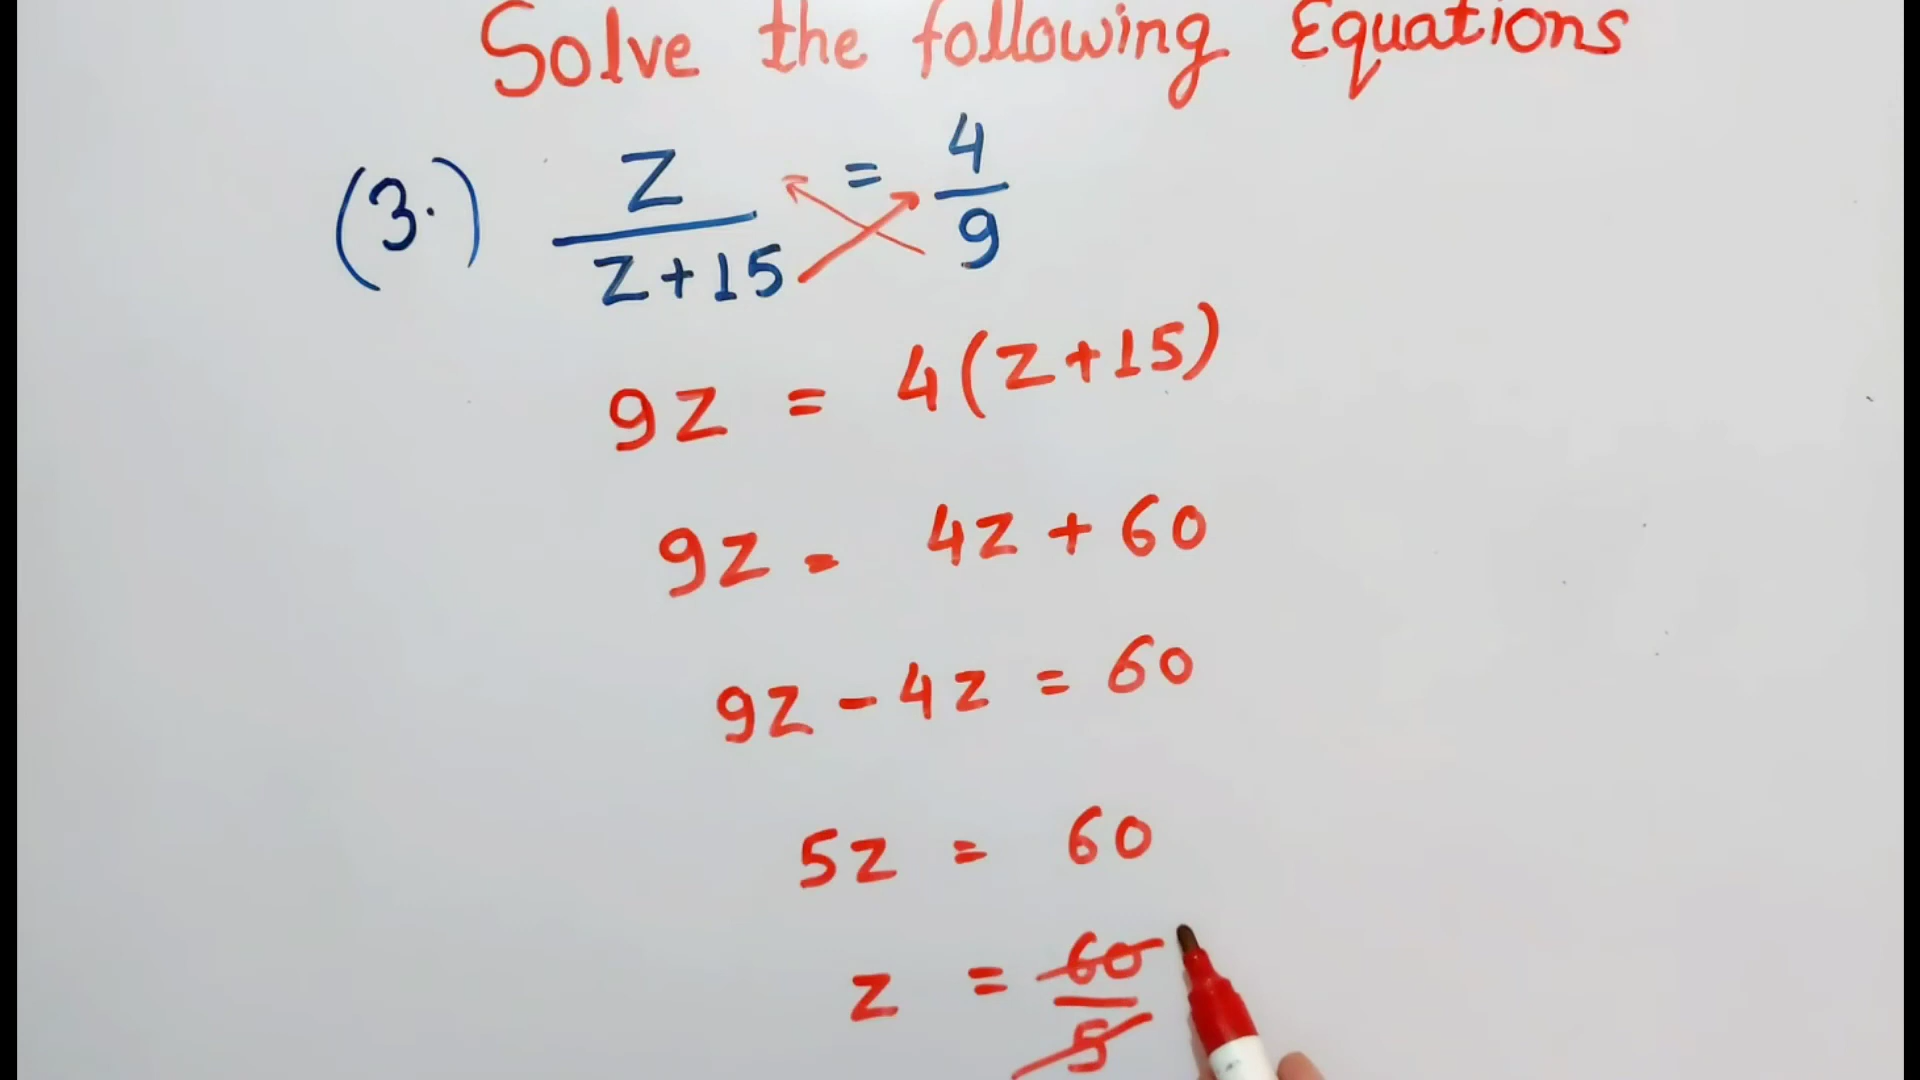 Solve the following Equations
(3.) z/(z+15) = 4/9
9z = 4(z+15)
9z = 4z + 60
9z - 4z = 60
5z = 60
z = 60/5